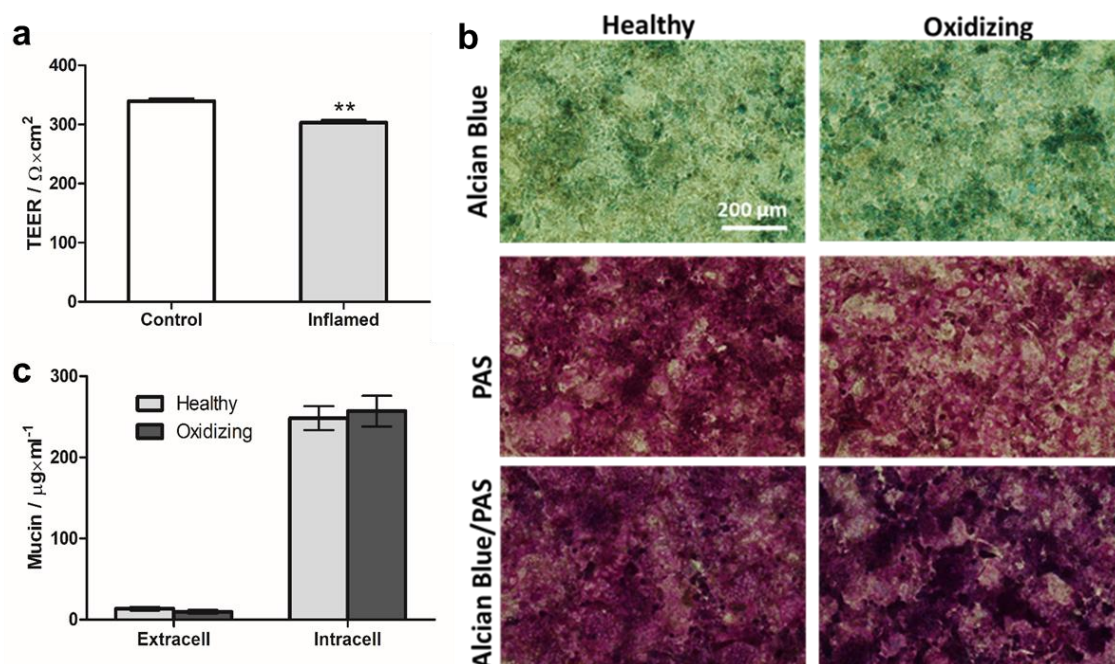 a
TEER / Ω×cm²
400
300
200
100
0
**
Control
Inflamed
b
Healthy
Oxidizing
Alcian Blue
200 µm
PAS
Alcian Blue/PAS
c
Mucin / µg×ml⁻¹
300
200
100
0
Healthy
Oxidizing
Extracell
Intracell